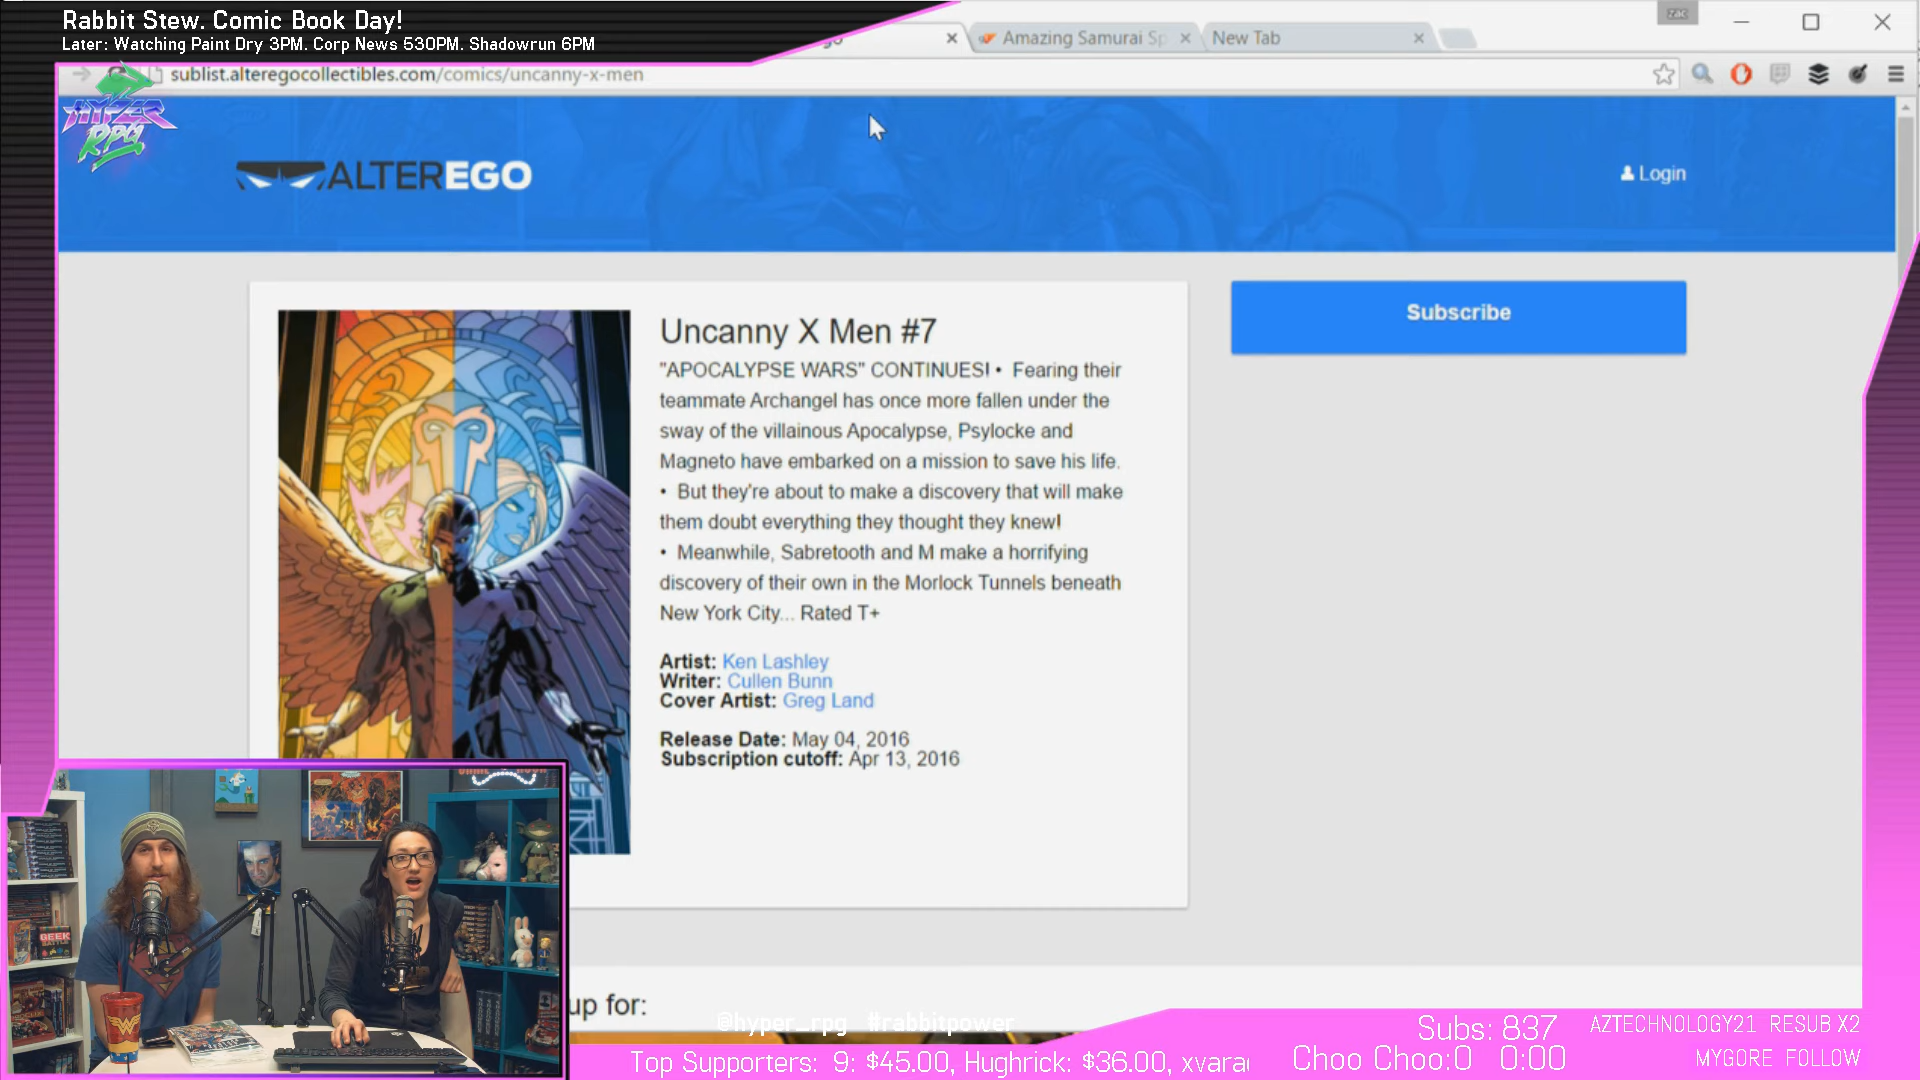 Rabbit Stew. Comic Book Day!
Later: Watching Paint Dry 3PM. Corp News 530PM. Shadowrun 6PM
Amazing Samurai Sp
New Tab
zac
sublist.alteregocollectibles.com/comics/uncanny-x-men
HYPER
RPG
ALTEREGO
Login
Uncanny X Men #7
"APOCALYPSE WARS" CONTINUES! • Fearing their
teammate Archangel has once more fallen under the
sway of the villainous Apocalypse, Psylocke and
Magneto have embarked on a mission to save his life.
• But they're about to make a discovery that will make
them doubt everything they thought they knew!
• Meanwhile, Sabretooth and M make a horrifying
discovery of their own in the Morlock Tunnels beneath
New York City... Rated T+
Artist: Ken Lashley
Writer: Cullen Bunn
Cover Artist: Greg Land
Release Date: May 04, 2016
Subscription cutoff: Apr 13, 2016
Subscribe
GEEK
BATTLE
up for:
@hyper_rpg #rabbitpower
Top Supporters: 9: $45.00, Hughrick: $36.00, xvara
Subs: 837
Choo Choo:0 0:00
AZTECHNOLOGY21 RESUB X2
MYGORE FOLLOW